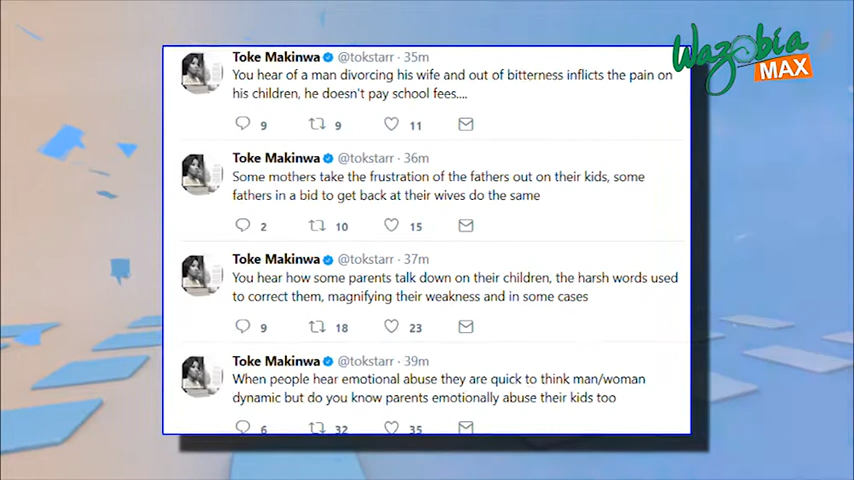 Wazobia
MAX
Toke Makinwa @tokstarr · 35m
You hear of a man divorcing his wife and out of bitterness inflicts the pain on
his children, he doesn't pay school fees....
9 9 11
Toke Makinwa @tokstarr · 36m
Some mothers take the frustration of the fathers out on their kids, some
fathers in a bid to get back at their wives do the same
2 10 15
Toke Makinwa @tokstarr · 37m
You hear how some parents talk down on their children, the harsh words used
to correct them, magnifying their weakness and in some cases
9 18 23
Toke Makinwa @tokstarr · 39m
When people hear emotional abuse they are quick to think man/woman
dynamic but do you know parents emotionally abuse their kids too
6 32 35